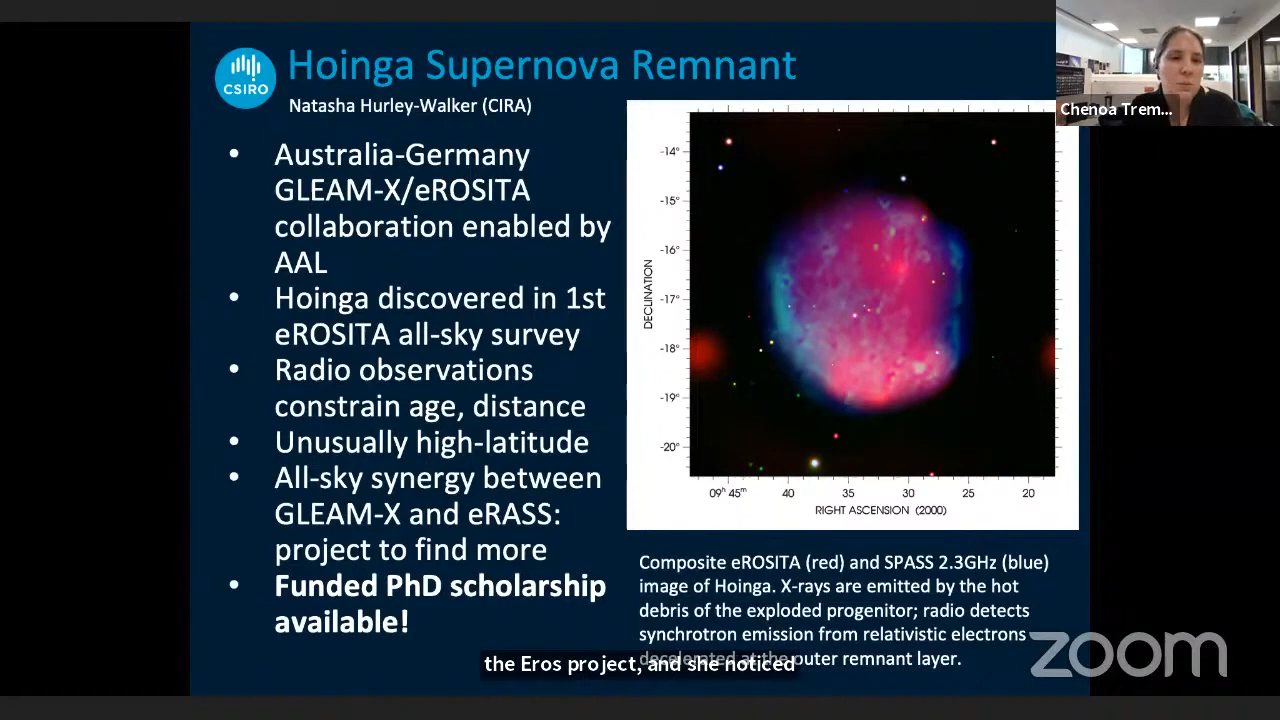 Hoinga Supernova Remnant
CSIRO
Natasha Hurley-Walker (CIRA)
• Australia-Germany
GLEAM-X/eROSITA
collaboration enabled by
AAL
• Hoinga discovered in 1st
eROSITA all-sky survey
• Radio observations
constrain age, distance
• Unusually high-latitude
• All-sky synergy between
GLEAM-X and eRASS:
project to find more
• Funded PhD scholarship
available!
Chenoa Trem...
DECLINATION
-14°
-15°
-16°
-17°
-18°
-19°
-20°
09h 45m 40 35 30 25 20
RIGHT ASCENSION (2000)
Composite eROSITA (red) and SPASS 2.3GHz (blue)
image of Hoinga. X-rays are emitted by the hot
debris of the exploded progenitor; radio detects
synchrotron emission from relativistic electrons
decelerated at the outer remnant layer.
the Eros project, and she noticed
zoom